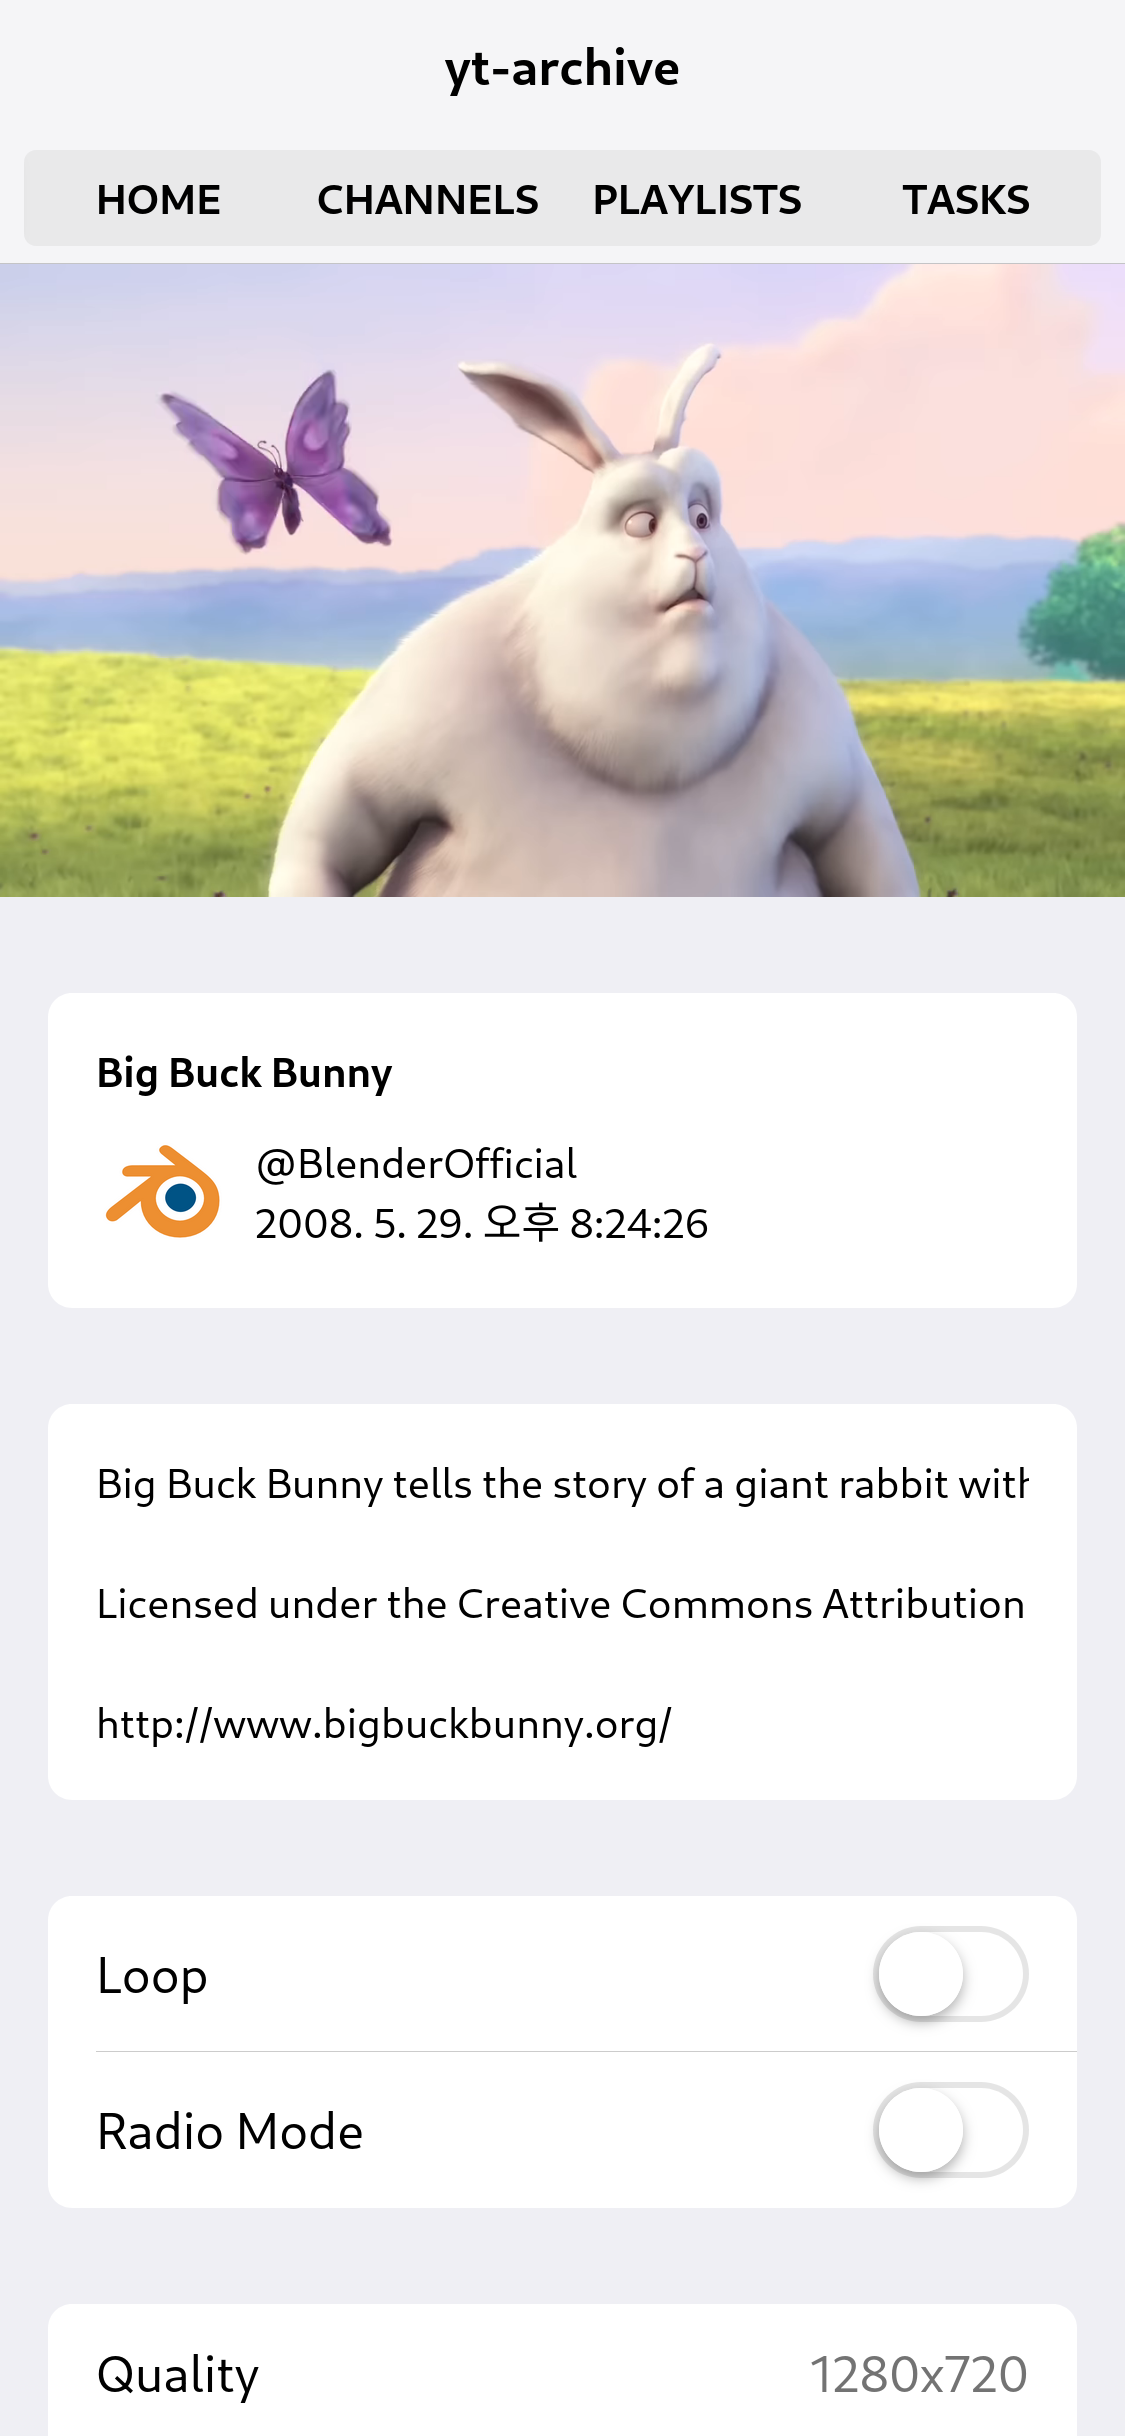 yt-archive
HOME CHANNELS PLAYLISTS TASKS
Big Buck Bunny
@BlenderOfficial
2008. 5. 29. 오후 8:24:26
Big Buck Bunny tells the story of a giant rabbit with
Licensed under the Creative Commons Attribution
http://www.bigbuckbunny.org/
Loop
Radio Mode
Quality 1280x720